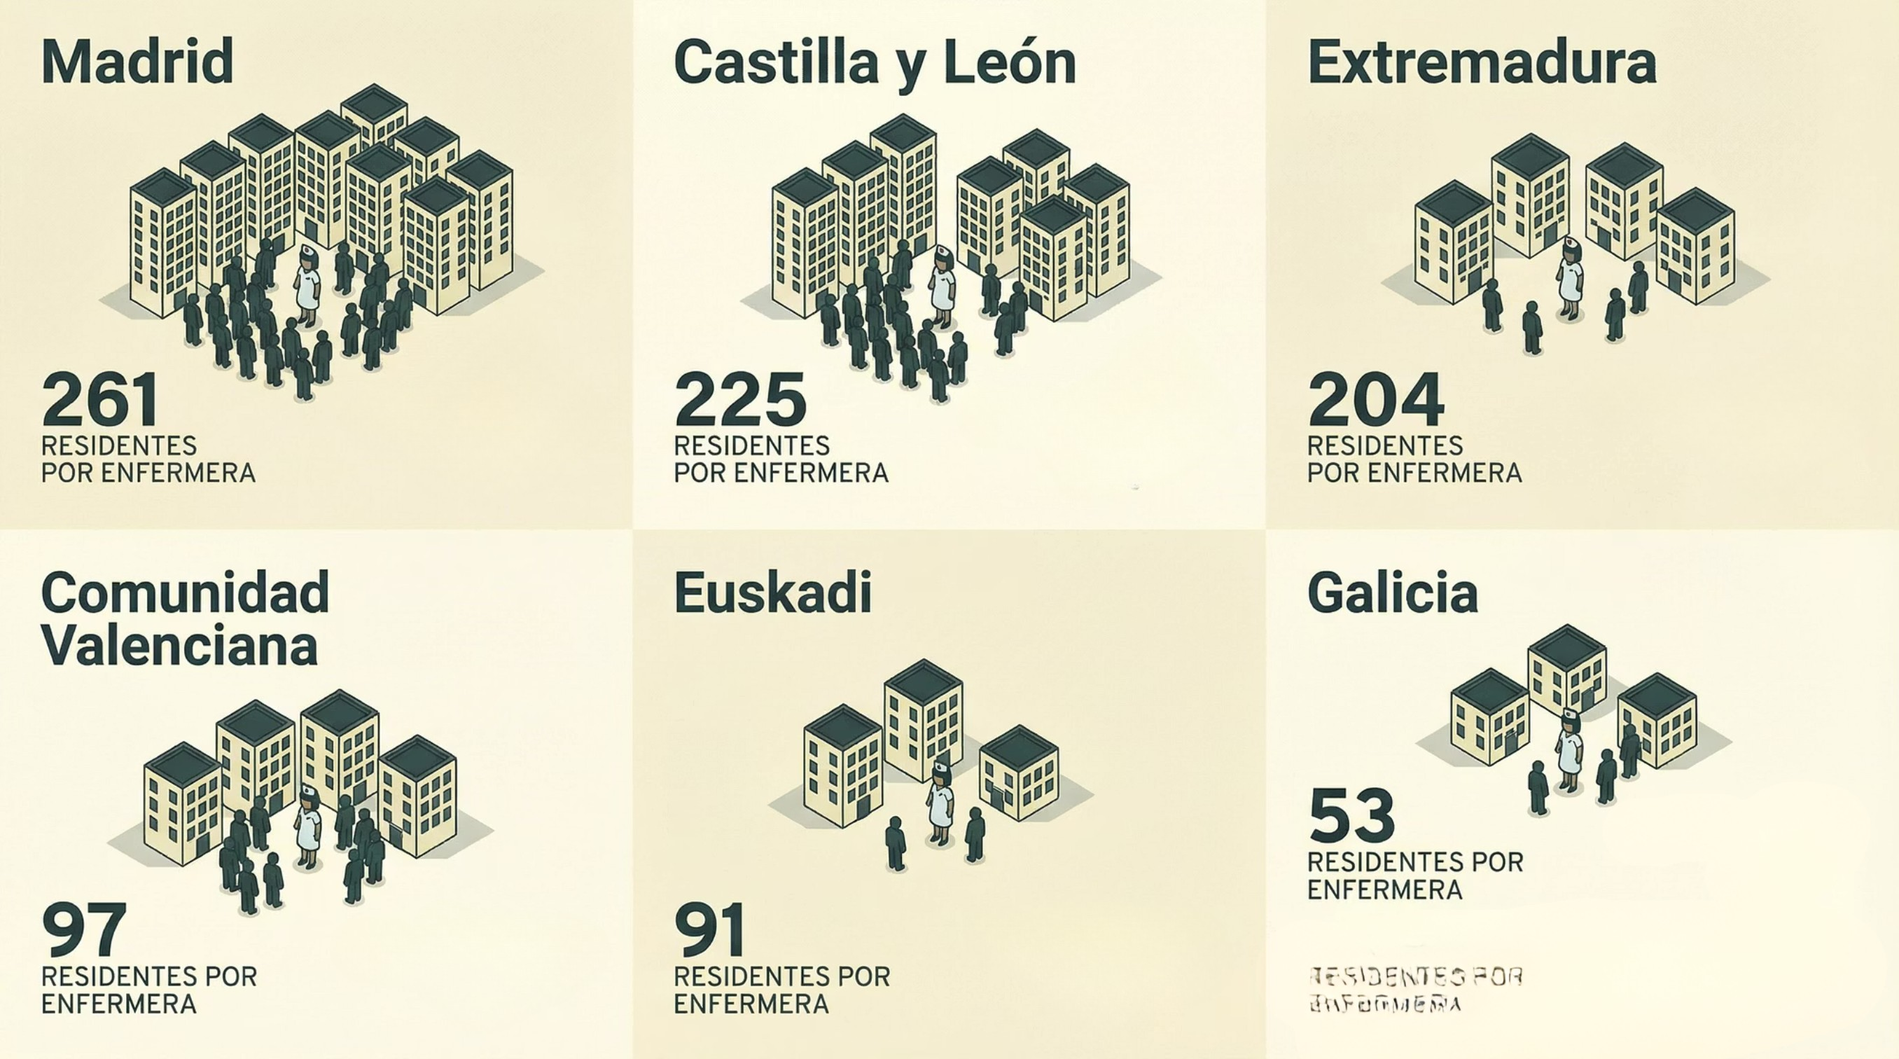 Madrid
261
RESIDENTES
POR ENFERMERA
Castilla y León
225
RESIDENTES
POR ENFERMERA
Extremadura
204
RESIDENTES
POR ENFERMERA
Comunidad
Valenciana
97
RESIDENTES POR
ENFERMERA
Euskadi
91
RESIDENTES POR
ENFERMERA
Galicia
53
RESIDENTES POR
ENFERMERA